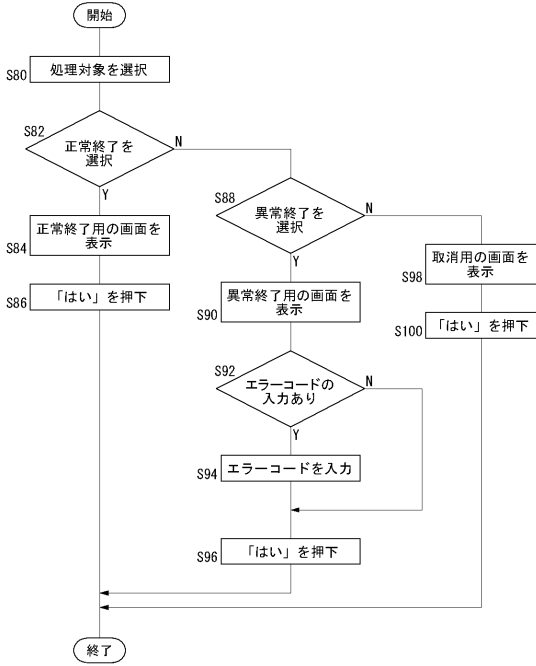 開始
S80
処理対象を選択
S82
正常終了を
選択
N
Y
S84
正常終了用の画面を
表示
S86
「はい」を押下
S88
異常終了を
選択
N
Y
S90
異常終了用の画面を
表示
S92
エラーコードの
入力あり
N
Y
S94
エラーコードを入力
S96
「はい」を押下
S98
取消用の画面を
表示
S100
「はい」を押下
終了